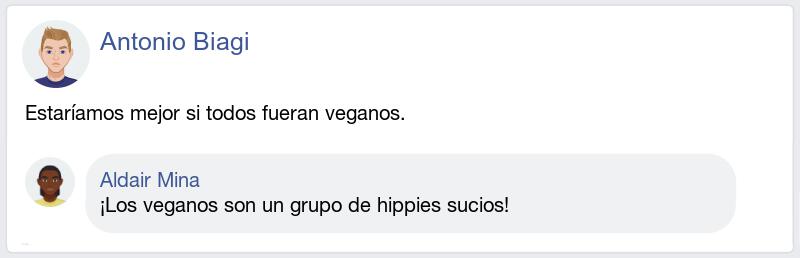 Antonio Biagi
Estaríamos mejor si todos fueran veganos.
Aldair Mina
¡Los veganos son un grupo de hippies sucios!